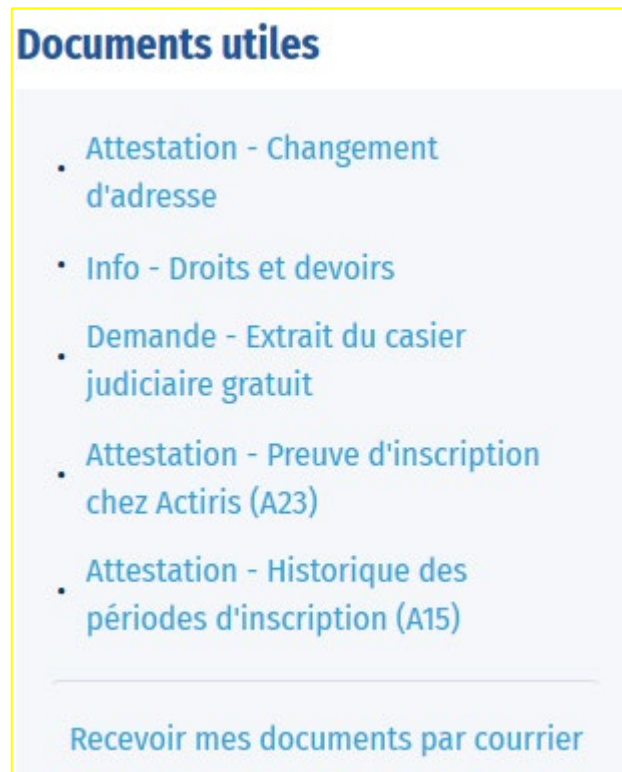 Documents utiles
Attestation - Changement
d'adresse
Info - Droits et devoirs
Demande - Extrait du casier
judiciaire gratuit
Attestation - Preuve d'inscription
chez Actiris (A23)
Attestation - Historique des
périodes d'inscription (A15)
Recevoir mes documents par courrier